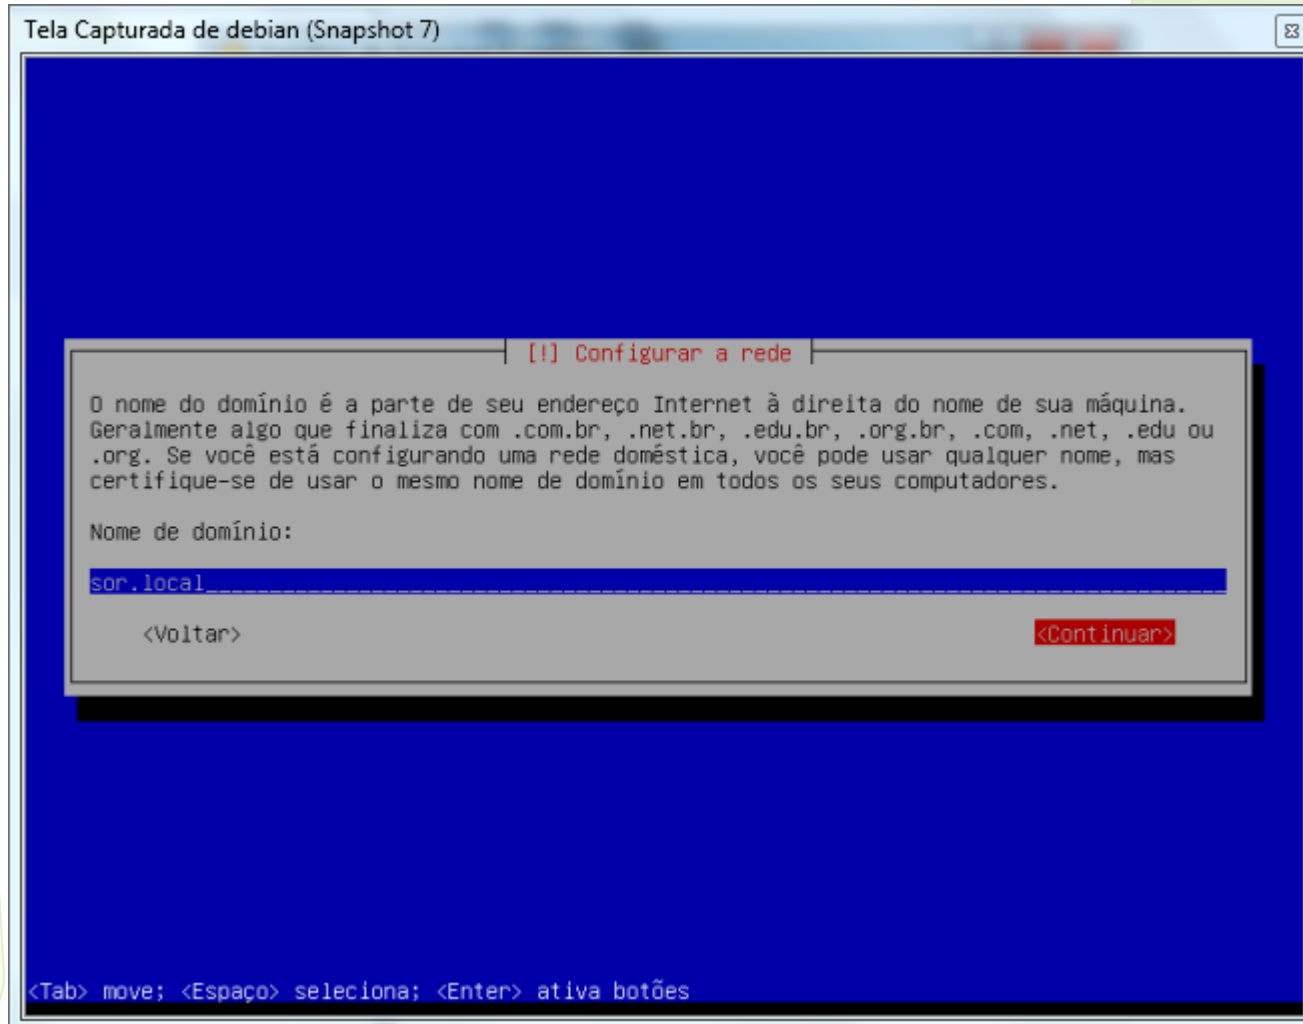 Tela Capturada de debian (Snapshot 7)
[!] Configurar a rede
O nome do domínio é a parte de seu endereço Internet à direita do nome de sua máquina.
Geralmente algo que finaliza com .com.br, .net.br, .edu.br, .org.br, .com, .net, .edu ou
.org. Se você está configurando uma rede doméstica, você pode usar qualquer nome, mas
certifique-se de usar o mesmo nome de domínio em todos os seus computadores.
Nome de domínio:
sor.local
<Voltar> <Continuar>
<Tab> move; <Espaço> seleciona; <Enter> ativa botões